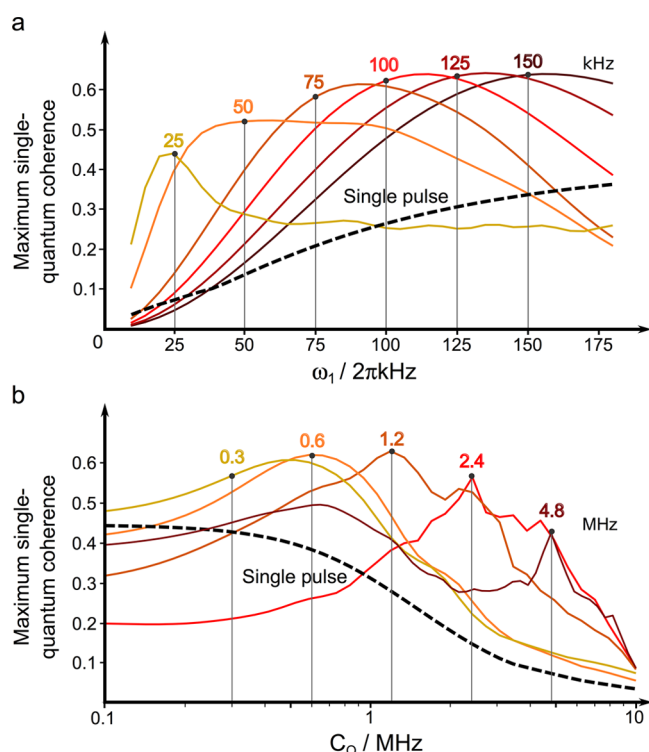 a
Maximum single-
quantum coherence
0.6
0.5
0.4
0.3
0.2
0.1
0
25
50
75
100
125
150
kHz
Single pulse
25
50
75
100
125
150
175
ω₁ / 2πkHz
b
Maximum single-
quantum coherence
0.6
0.5
0.4
0.3
0.2
0.1
0.3
0.6
1.2
2.4
4.8
MHz
Single pulse
0.1
1
10
C_Q / MHz